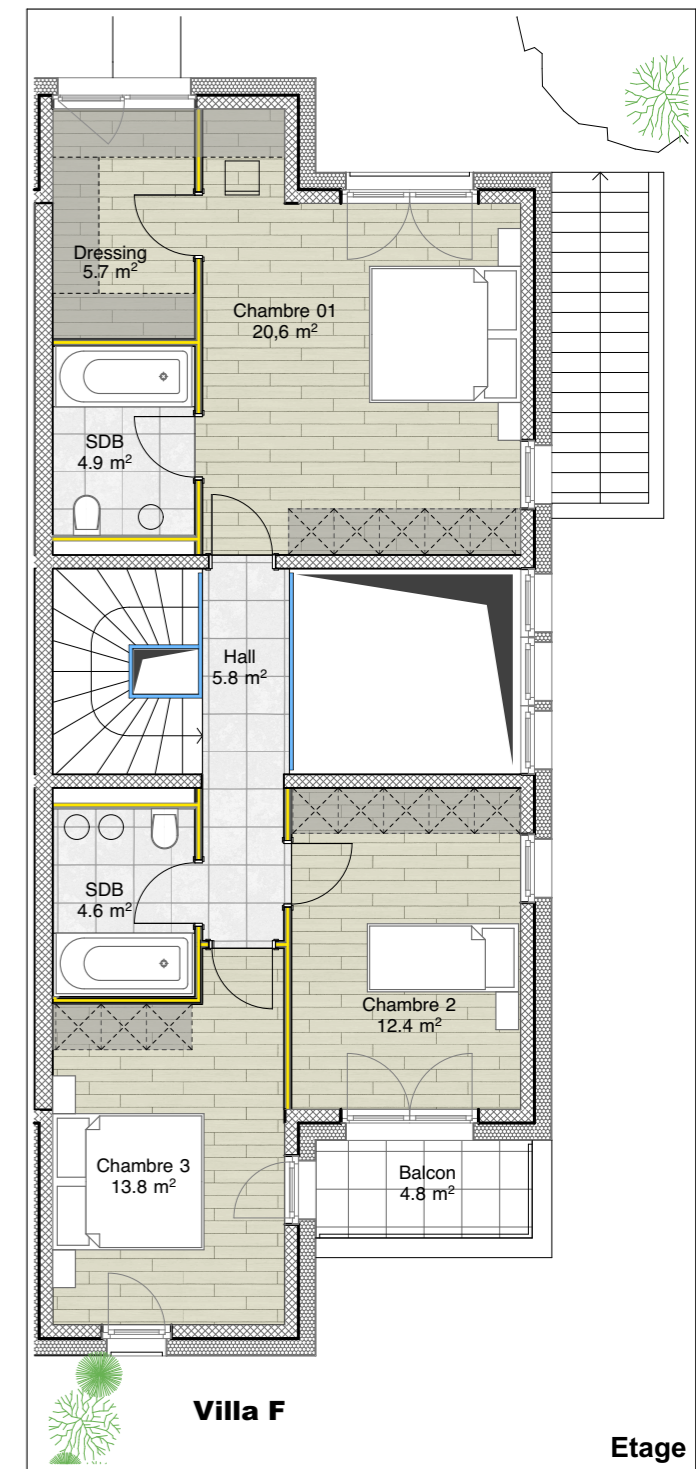 Dressing
5.7 m²
Chambre 01
20,6 m²
SDB
4.9 m²
Hall
5.8 m²
SDB
4.6 m²
Chambre 2
12.4 m²
Chambre 3
13.8 m²
Balcon
4.8 m²
Villa F
Etage